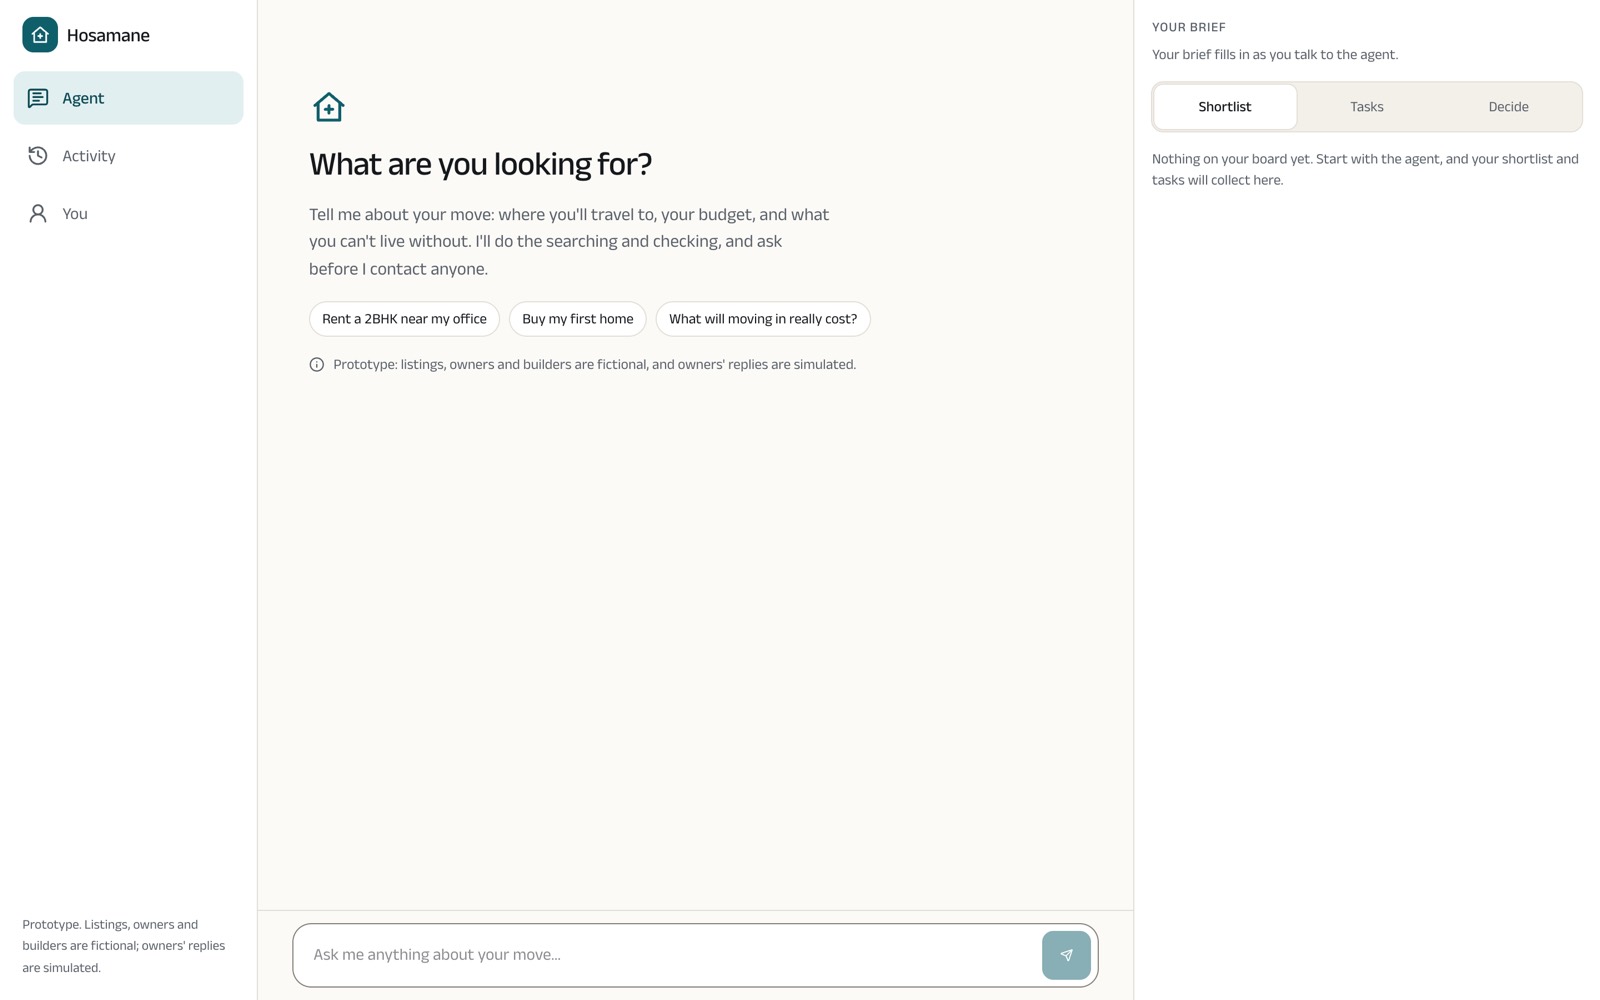 Hosamane
Agent
Activity
You
Prototype. Listings, owners and
builders are fictional; owners' replies
are simulated.
What are you looking for?
Tell me about your move: where you'll travel to, your budget, and what
you can't live without. I'll do the searching and checking, and ask
before I contact anyone.
Rent a 2BHK near my office
Buy my first home
What will moving in really cost?
Prototype: listings, owners and builders are fictional, and owners' replies are simulated.
Ask me anything about your move...
YOUR BRIEF
Your brief fills in as you talk to the agent.
Shortlist
Tasks
Decide
Nothing on your board yet. Start with the agent, and your shortlist and
tasks will collect here.